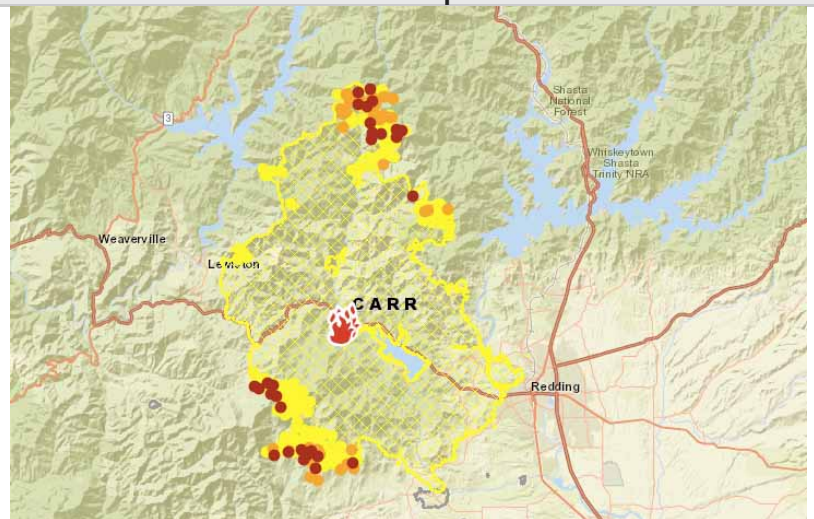 Shasta
National
Forest
3
Whiskeytown
Shasta
Trinity NRA
Weaverville
CARR
Redding